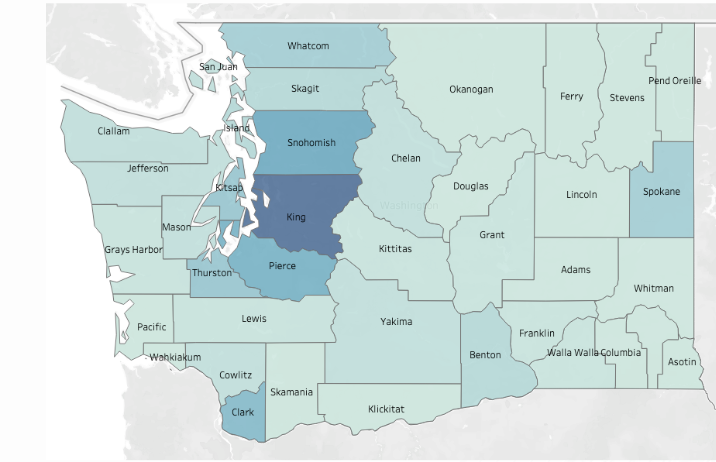 Whatcom
San Juan
Skagit
Okanogan
Ferry
Stevens
Pend Oreille
Clallam
Island
Snohomish
Chelan
Jefferson
Kitsap
Douglas
Lincoln
Spokane
Washington
King
Mason
Grant
Grays Harbor
Kittitas
Pierce
Thurston
Adams
Whitman
Lewis
Yakima
Pacific
Franklin
Wahkiakum
Benton
Walla Walla
Columbia
Asotin
Cowlitz
Skamania
Clark
Klickitat